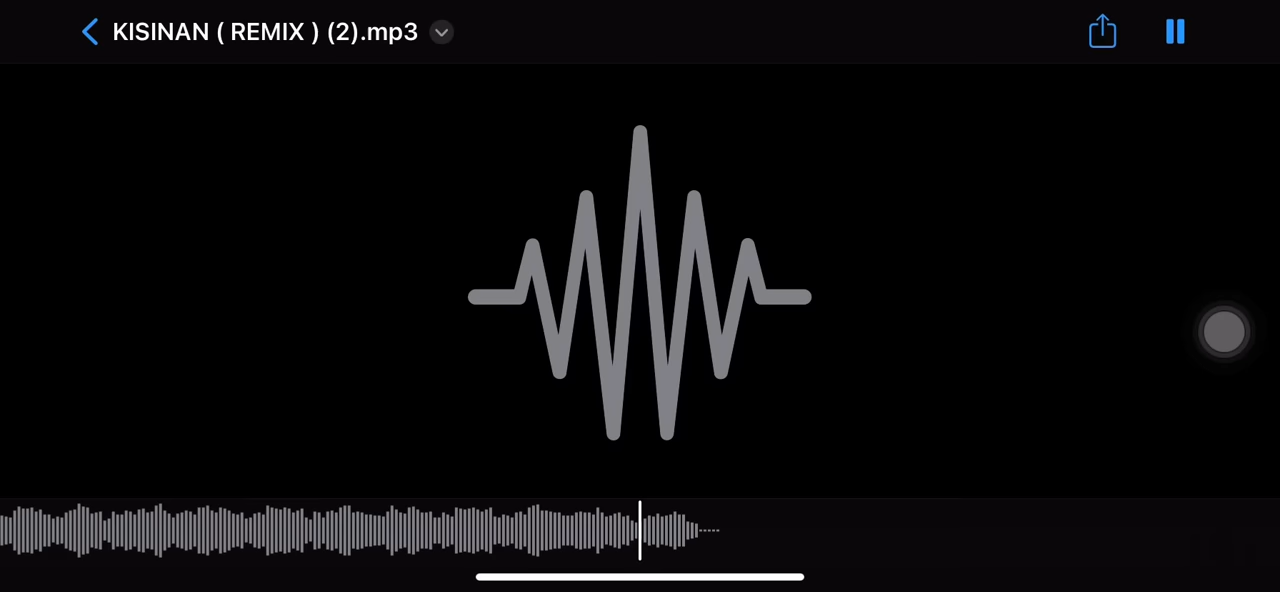 KISINAN ( REMIX ) (2).mp3